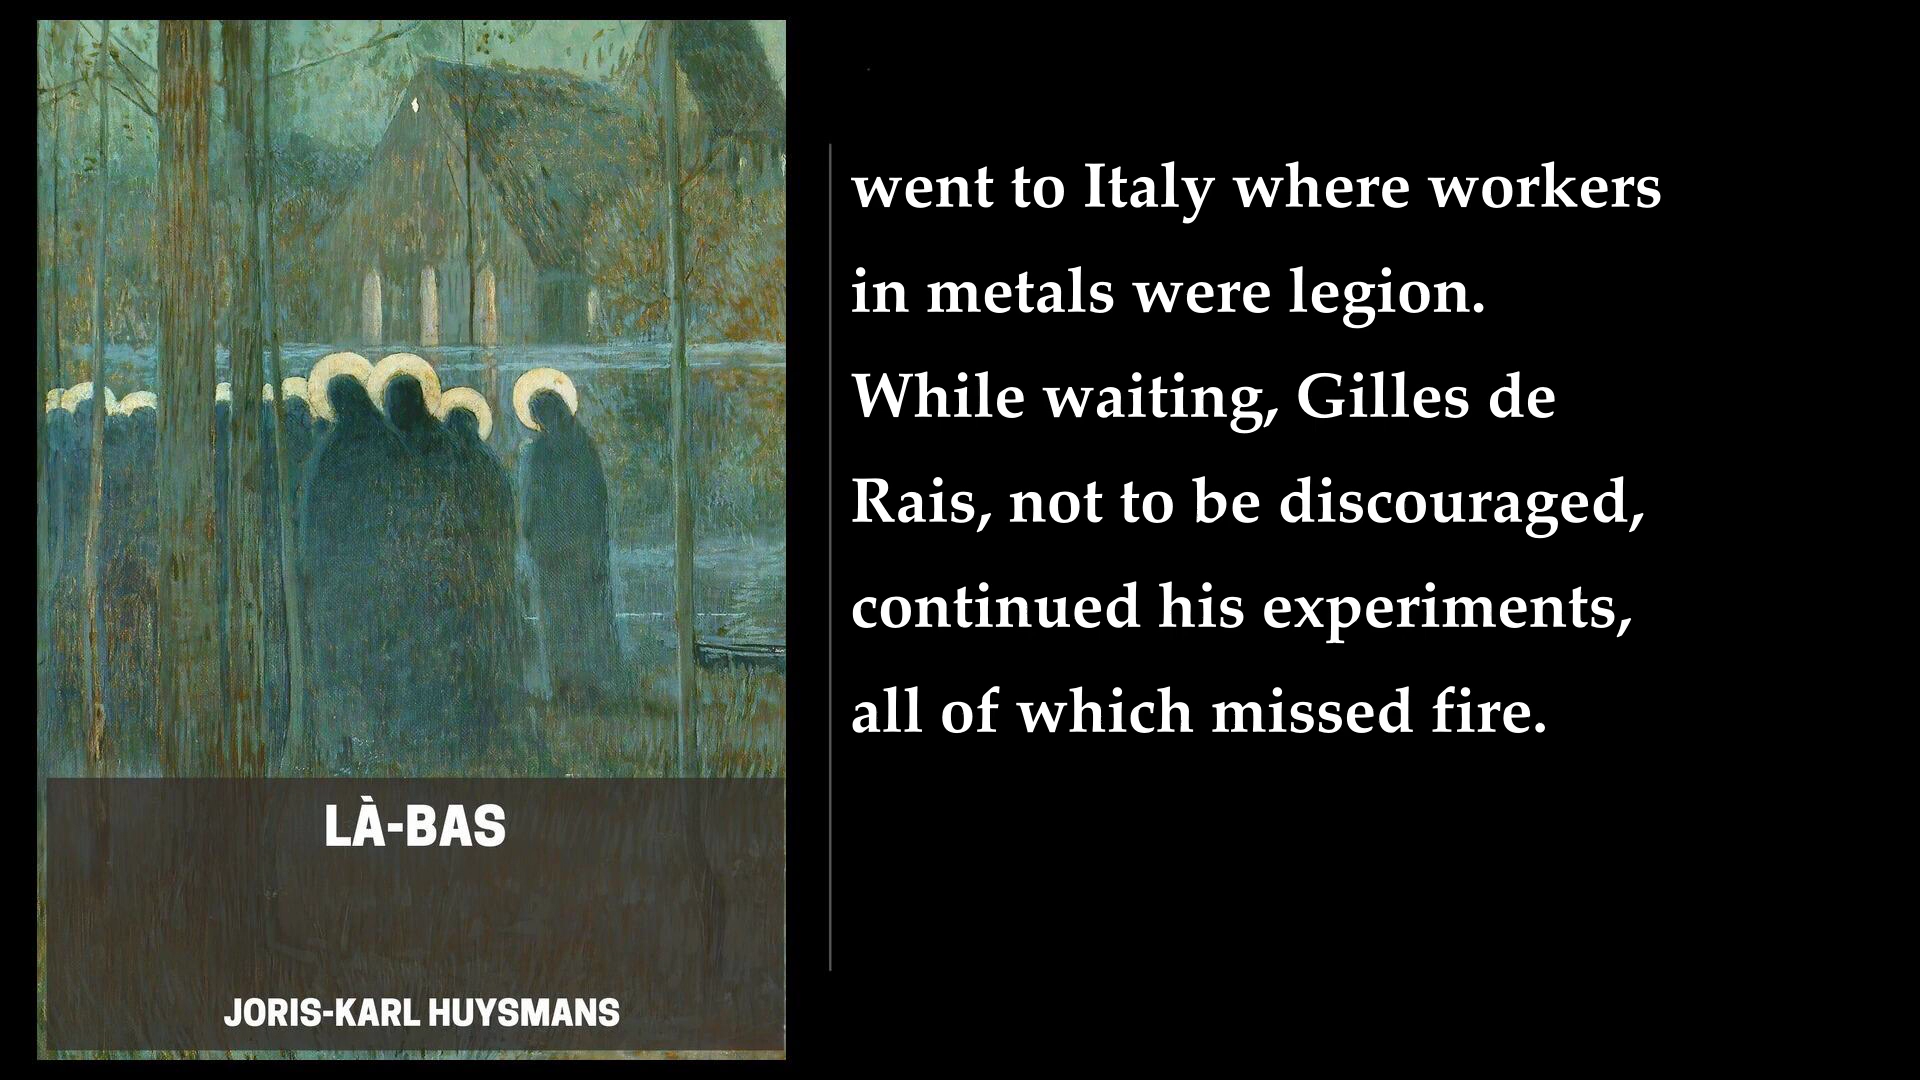 LÀ-BAS
JORIS-KARL HUYSMANS
went to Italy where workers
in metals were legion.
While waiting, Gilles de
Rais, not to be discouraged,
continued his experiments,
all of which missed fire.